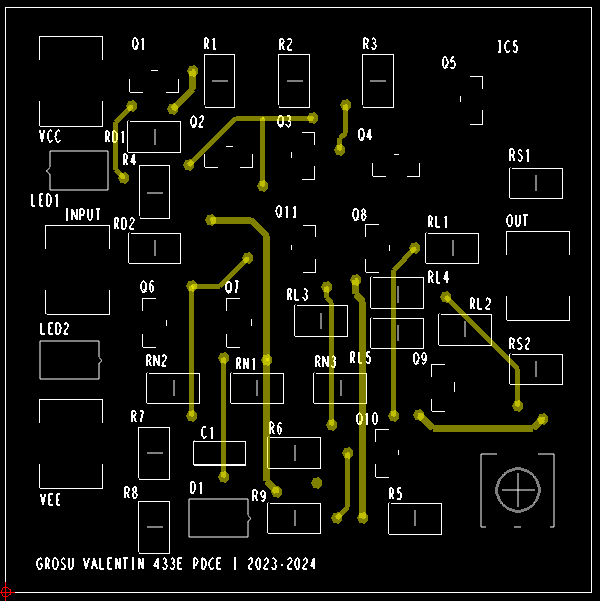 Q1 R1 R2 R3 IC5
Q5
VCC RD1 Q2 Q3 Q4
R4 RS1
LED1
INPUT RD2 Q11 Q8 RL1 OUT
Q6 Q7 RL3 RL4 RL2
LED2 RN2 RN1 RN3 RL5 Q9 RS2
R7 C1 R6 Q10
VEE R8 D1 R9 R5
GROSU VALENTIN 433E PDCE | 2023-2024